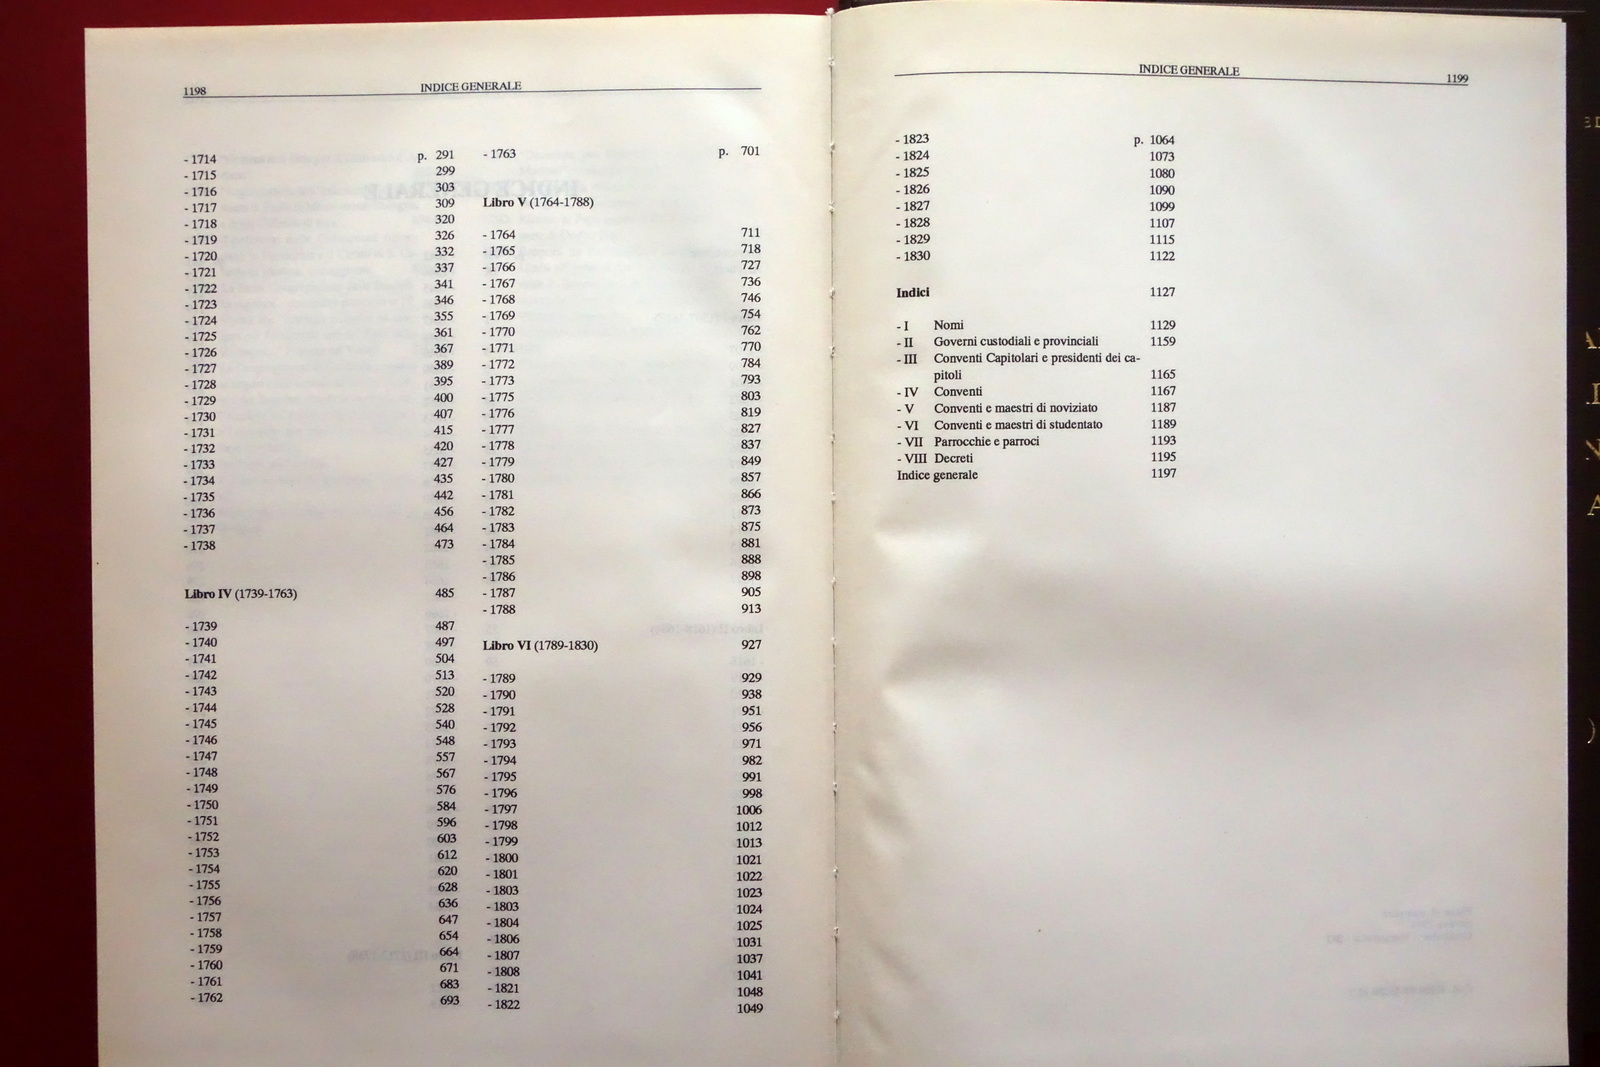 1198 INDICE GENERALE
- 1714 p. 291
- 1715 299
- 1716 303
- 1717 309
- 1718 320
- 1719 326
- 1720 332
- 1721 337
- 1722 341
- 1723 346
- 1724 355
- 1725 361
- 1726 367
- 1727 389
- 1728 395
- 1729 400
- 1730 407
- 1731 415
- 1732 420
- 1733 427
- 1734 435
- 1735 442
- 1736 456
- 1737 464
- 1738 473
Libro IV (1739-1763) 485
- 1739 487
- 1740 497
- 1741 504
- 1742 513
- 1743 520
- 1744 528
- 1745 540
- 1746 548
- 1747 557
- 1748 567
- 1749 576
- 1750 584
- 1751 596
- 1752 603
- 1753 612
- 1754 620
- 1755 628
- 1756 636
- 1757 647
- 1758 654
- 1759 664
- 1760 671
- 1761 683
- 1762 693
- 1763 p. 701
Libro V (1764-1788)
- 1764 711
- 1765 718
- 1766 727
- 1767 736
- 1768 746
- 1769 754
- 1770 762
- 1771 770
- 1772 784
- 1773 793
- 1775 803
- 1776 819
- 1777 827
- 1778 837
- 1779 849
- 1780 857
- 1781 866
- 1782 873
- 1783 875
- 1784 881
- 1785 888
- 1786 898
- 1787 905
- 1788 913
Libro VI (1789-1830) 927
- 1789 929
- 1790 938
- 1791 951
- 1792 956
- 1793 971
- 1794 982
- 1795 991
- 1796 998
- 1797 1006
- 1798 1012
- 1799 1013
- 1800 1021
- 1801 1022
- 1803 1023
- 1803 1024
- 1804 1025
- 1806 1031
- 1807 1037
- 1808 1041
- 1821 1048
- 1822 1049
INDICE GENERALE 1199
- 1823 p. 1064
- 1824 1073
- 1825 1080
- 1826 1090
- 1827 1099
- 1828 1107
- 1829 1115
- 1830 1122
Indici 1127
- I Nomi 1129
- II Governi custodiali e provinciali 1159
- III Conventi Capitolari e presidenti dei ca-
pitoli 1165
- IV Conventi 1167
- V Conventi e maestri di noviziato 1187
- VI Conventi e maestri di studentato 1189
- VII Parrocchie e parroci 1193
- VIII Decreti 1195
Indice generale 1197